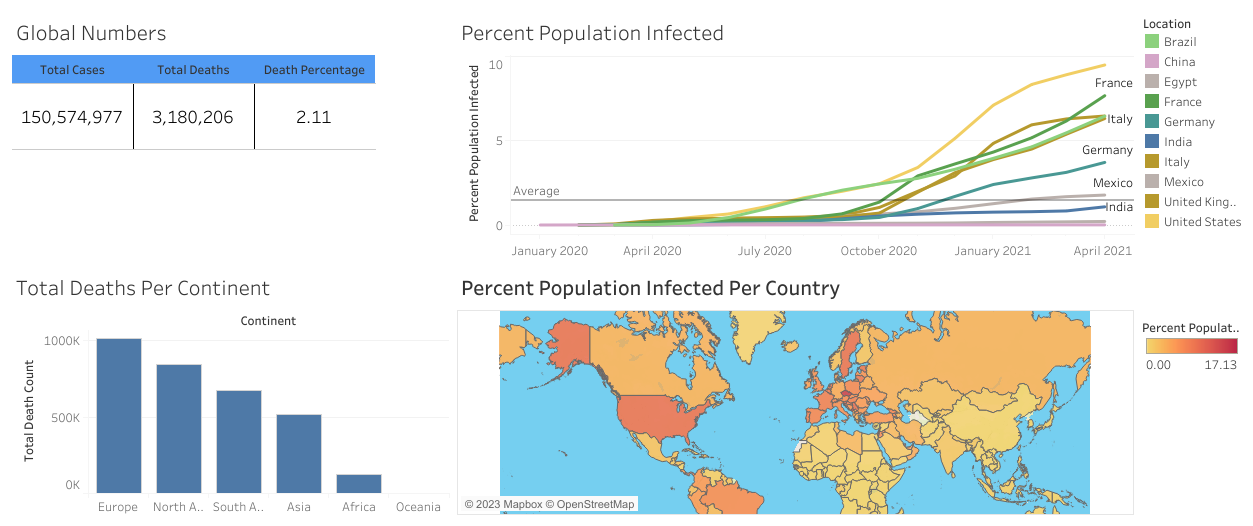 Global Numbers
Total Cases Total Deaths Death Percentage
150,574,977 3,180,206 2.11
Percent Population Infected
Percent Population Infected
10
5
0
Average
France
Italy
Germany
Mexico
India
January 2020 April 2020 July 2020 October 2020 January 2021 April 2021
Location
Brazil
China
Egypt
France
Germany
India
Italy
Mexico
United King..
United States
Total Deaths Per Continent
Continent
Total Death Count
1000K
500K
0K
Europe North A.. South A.. Asia Africa Oceania
Percent Population Infected Per Country
© 2023 Mapbox © OpenStreetMap
Percent Populat..
0.00 17.13